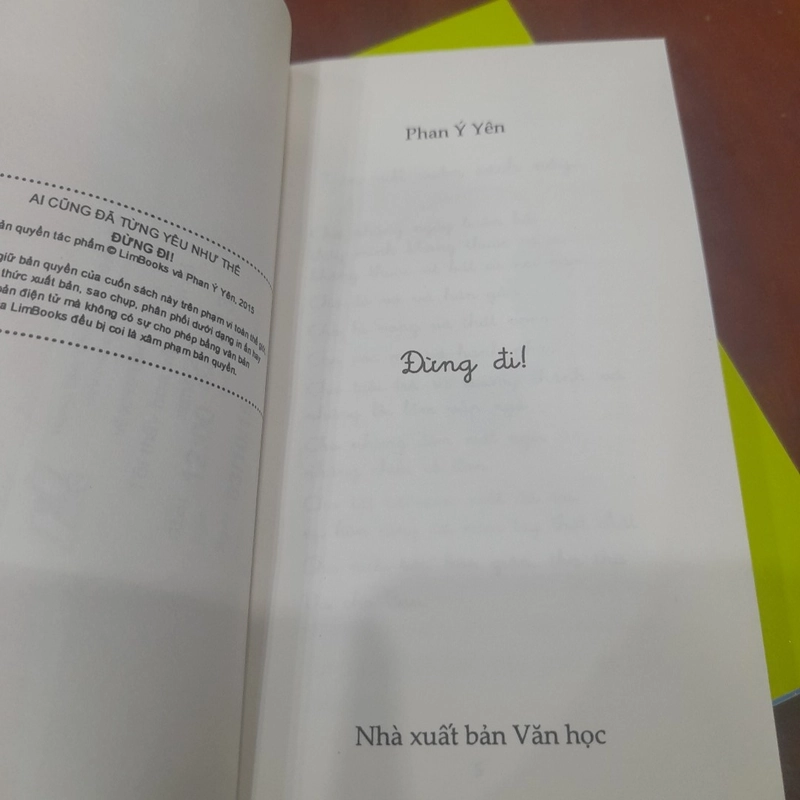 AI CŨNG ĐÃ TỪNG YÊU NHƯ THẾ
ĐỪNG ĐI!
quyền tác phẩm © LimBooks và Phan Ý Yên, 2015
giữ bản quyền của cuốn sách này trên phạm vi toàn thế
thức xuất bản, sao chụp, phân phối dưới dạng in ấn hay
bản điện tử mà không có sự cho phép bằng văn bản
LimBooks đều bị coi là xâm phạm bản quyền.
Phan Ý Yên
Đừng đi!
Nhà xuất bản Văn học